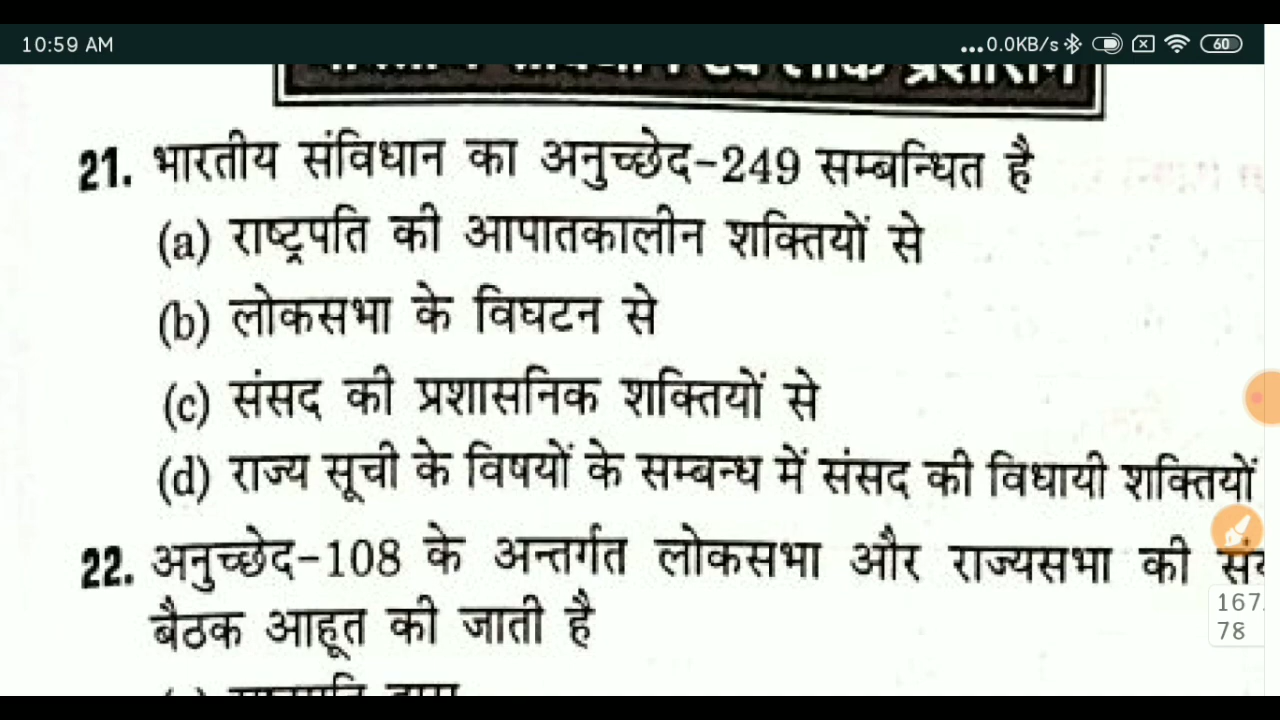 10:59 AM
...0.0KB/s 60
21. भारतीय संविधान का अनुच्छेद-249 सम्बन्धित है
(a) राष्ट्रपति की आपातकालीन शक्तियों से
(b) लोकसभा के विघटन से
(c) संसद की प्रशासनिक शक्तियों से
(d) राज्य सूची के विषयों के सम्बन्ध में संसद की विधायी शक्तियों
22. अनुच्छेद-108 के अन्तर्गत लोकसभा और राज्यसभा की
बैठक आहूत की जाती है
167
78